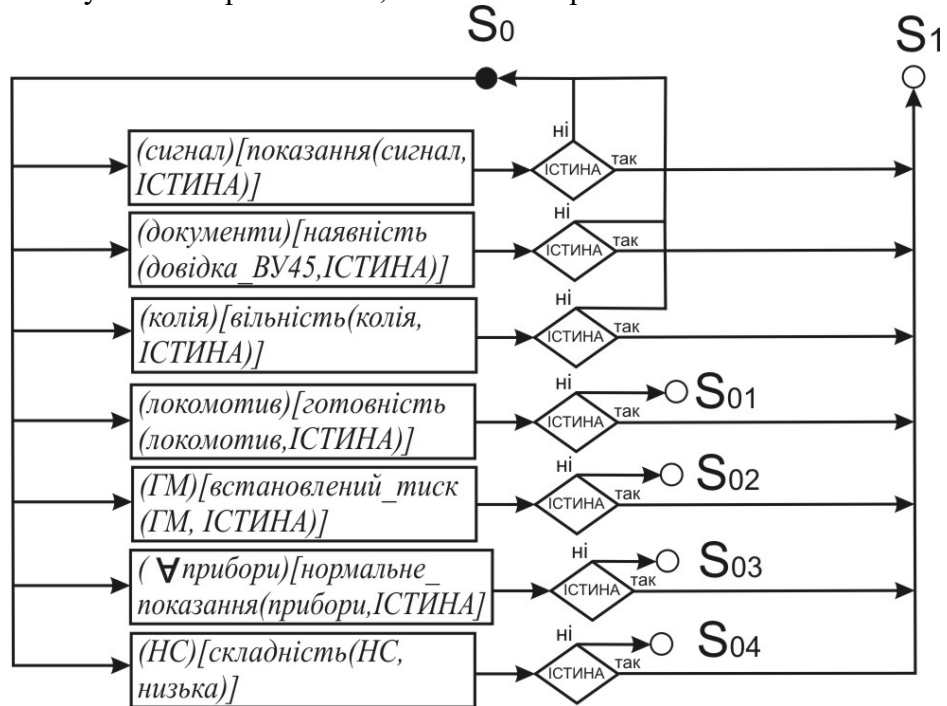 S0
S1
(сигнал)[показання(сигнал,
ІСТИНА)]
ІСТИНА
ні
так
(документи)[наявність
(довідка_ВУ45,ІСТИНА)]
ІСТИНА
ні
так
(колія)[вільність(колія,
ІСТИНА)]
ІСТИНА
ні
так
(локомотив)[готовність
(локомотив,ІСТИНА)]
ІСТИНА
ні
так
S01
(ГМ)[встановлений_тиск
(ГМ, ІСТИНА)]
ІСТИНА
ні
так
S02
( ∀прибори)[нормальне_
показання(прибори,ІСТИНА]
ІСТИНА
ні
так
S03
(НС)[складність(НС,
низька)]
ІСТИНА
ні
так
S04